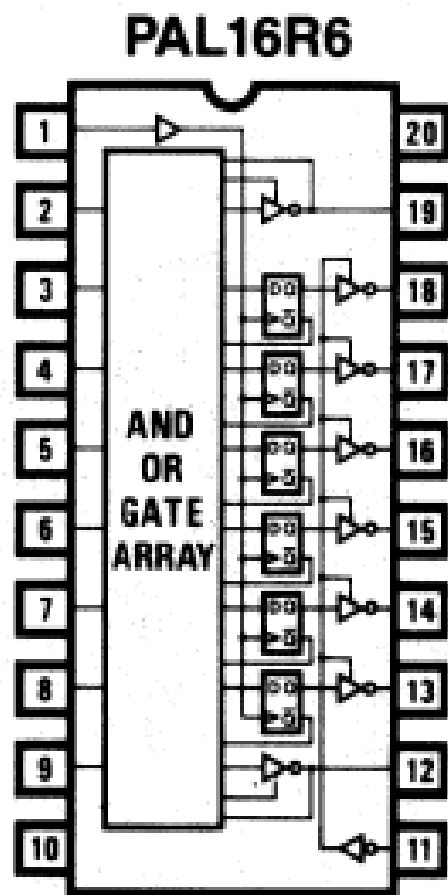 PAL16R6
1 20
2 19
3 D Q 18
Q̅
4 D Q 17
Q̅
5 D Q 16
Q̅
6 D Q 15
Q̅
7 D Q 14
Q̅
8 D Q 13
Q̅
9 12
10 11
AND
OR
GATE
ARRAY